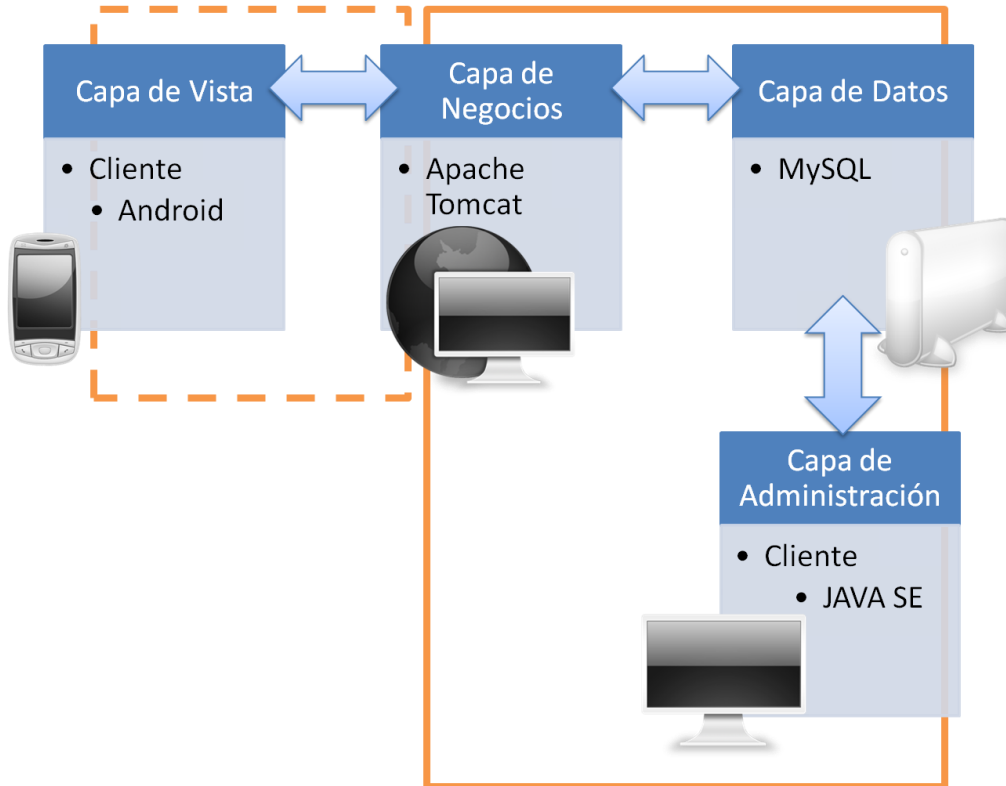 Capa de Vista
• Cliente
• Android
Capa de
Negocios
• Apache
Tomcat
Capa de Datos
• MySQL
Capa de
Administración
• Cliente
• JAVA SE